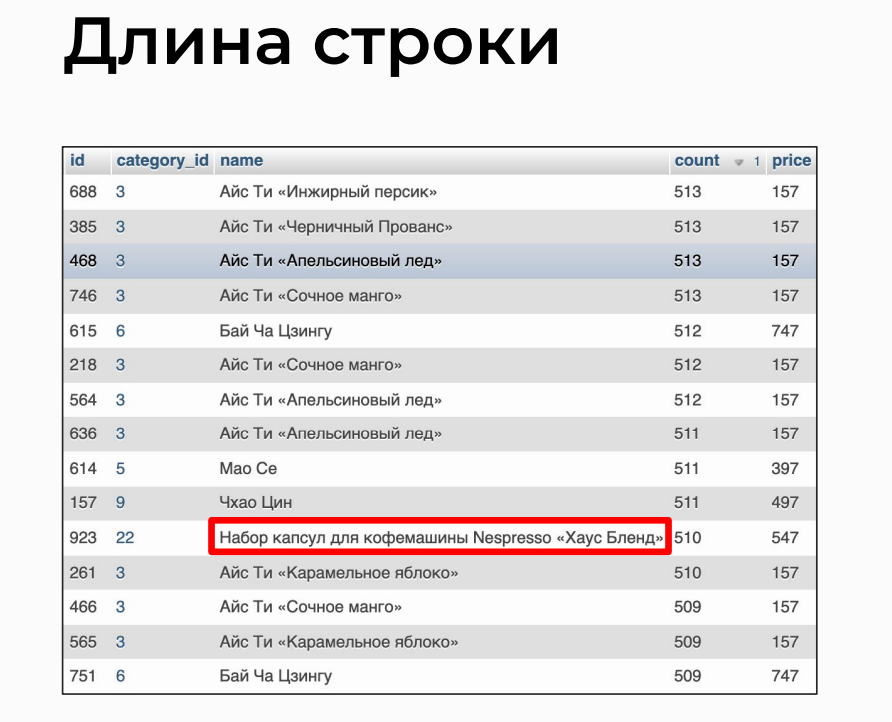 Длина строки
id category_id name count 1 price
688 3 Айс Ти «Инжирный персик» 513 157
385 3 Айс Ти «Черничный Прованс» 513 157
468 3 Айс Ти «Апельсиновый лед» 513 157
746 3 Айс Ти «Сочное манго» 513 157
615 6 Бай Ча Цзингу 512 747
218 3 Айс Ти «Сочное манго» 512 157
564 3 Айс Ти «Апельсиновый лед» 512 157
636 3 Айс Ти «Апельсиновый лед» 511 157
614 5 Мао Се 511 397
157 9 Чхао Цин 511 497
923 22 Набор капсул для кофемашины Nespresso «Хаус Бленд» 510 547
261 3 Айс Ти «Карамельное яблоко» 510 157
466 3 Айс Ти «Сочное манго» 509 157
565 3 Айс Ти «Карамельное яблоко» 509 157
751 6 Бай Ча Цзингу 509 747